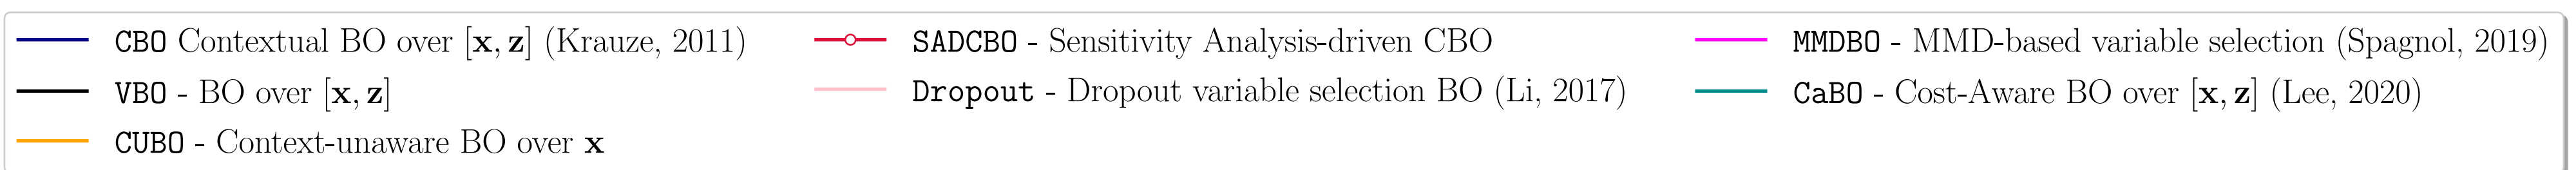 CBO Contextual BO over [x, z] (Krauze, 2011)
VBO - BO over [x, z]
CUBO - Context-unaware BO over x
SADCBO - Sensitivity Analysis-driven CBO
Dropout - Dropout variable selection BO (Li, 2017)
MMDBO - MMD-based variable selection (Spagnol, 2019)
CaBO - Cost-Aware BO over [x, z] (Lee, 2020)